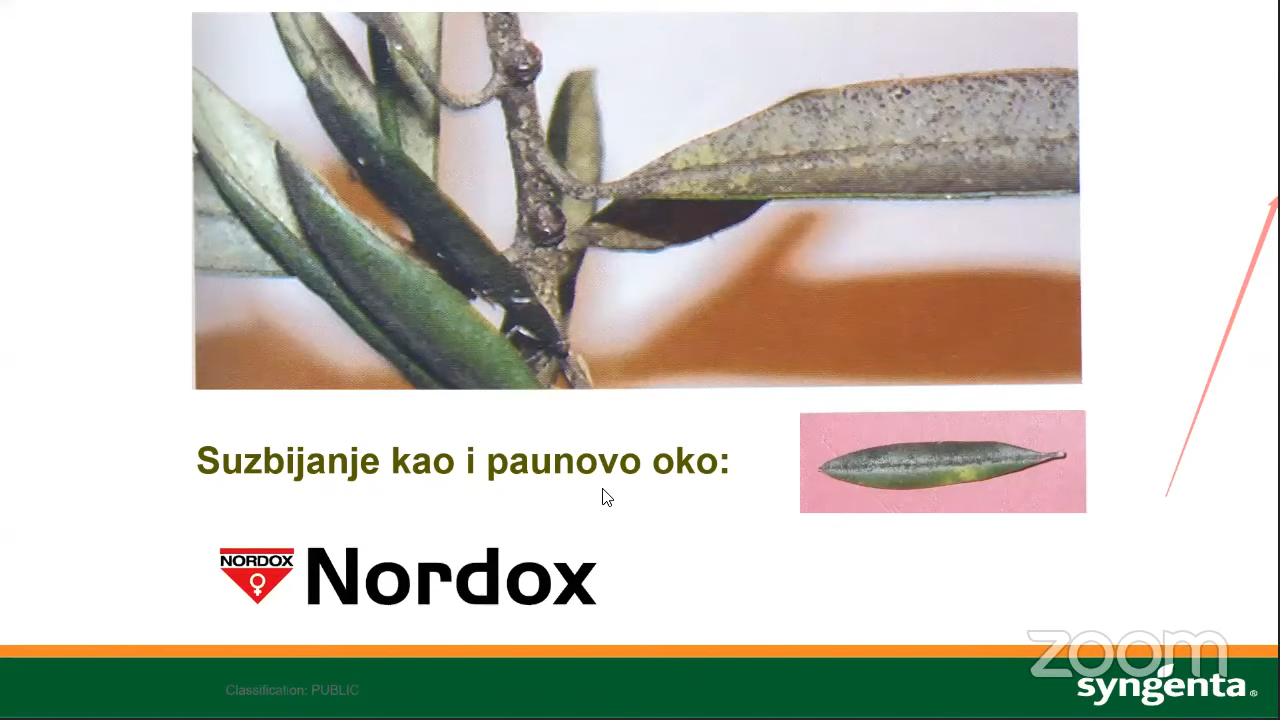 Suzbijanje kao i paunovo oko:
NORDOX
Nordox
zoom
syngenta®
Classification: PUBLIC